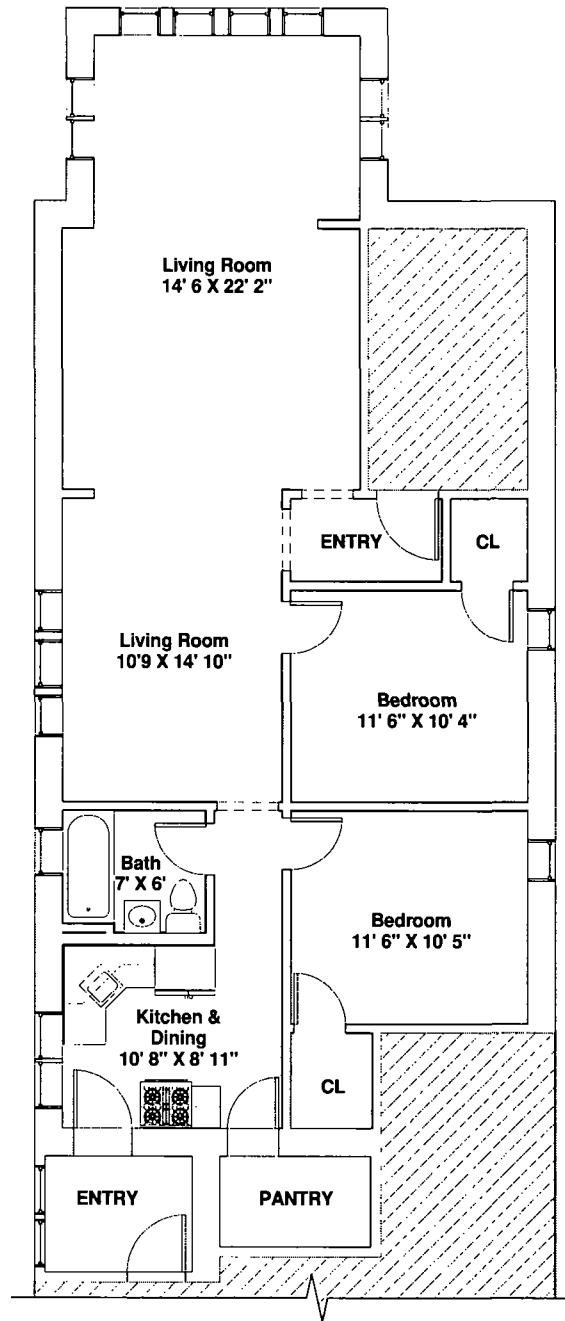 Living Room
14' 6 X 22' 2"
ENTRY
CL
Living Room
10'9 X 14' 10"
Bedroom
11' 6" X 10' 4"
Bath
7' X 6'
Bedroom
11' 6" X 10' 5"
Kitchen &
Dining
10' 8" X 8' 11"
CL
ENTRY
PANTRY